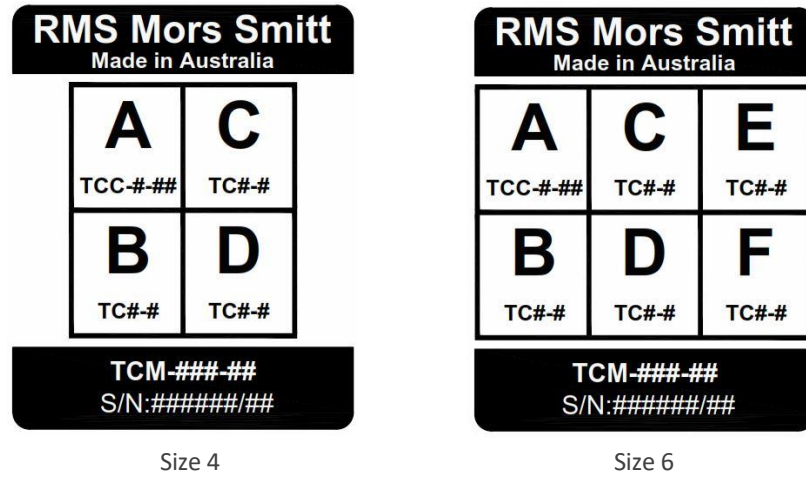 RMS Mors Smitt
Made in Australia
A C
TCC-#-## TC#-#
B D
TC#-# TC#-#
TCM-###-##
S/N:######/##
Size 4
RMS Mors Smitt
Made in Australia
A C E
TCC-#-## TC#-# TC#-#
B D F
TC#-# TC#-# TC#-#
TCM-###-##
S/N:######/##
Size 6